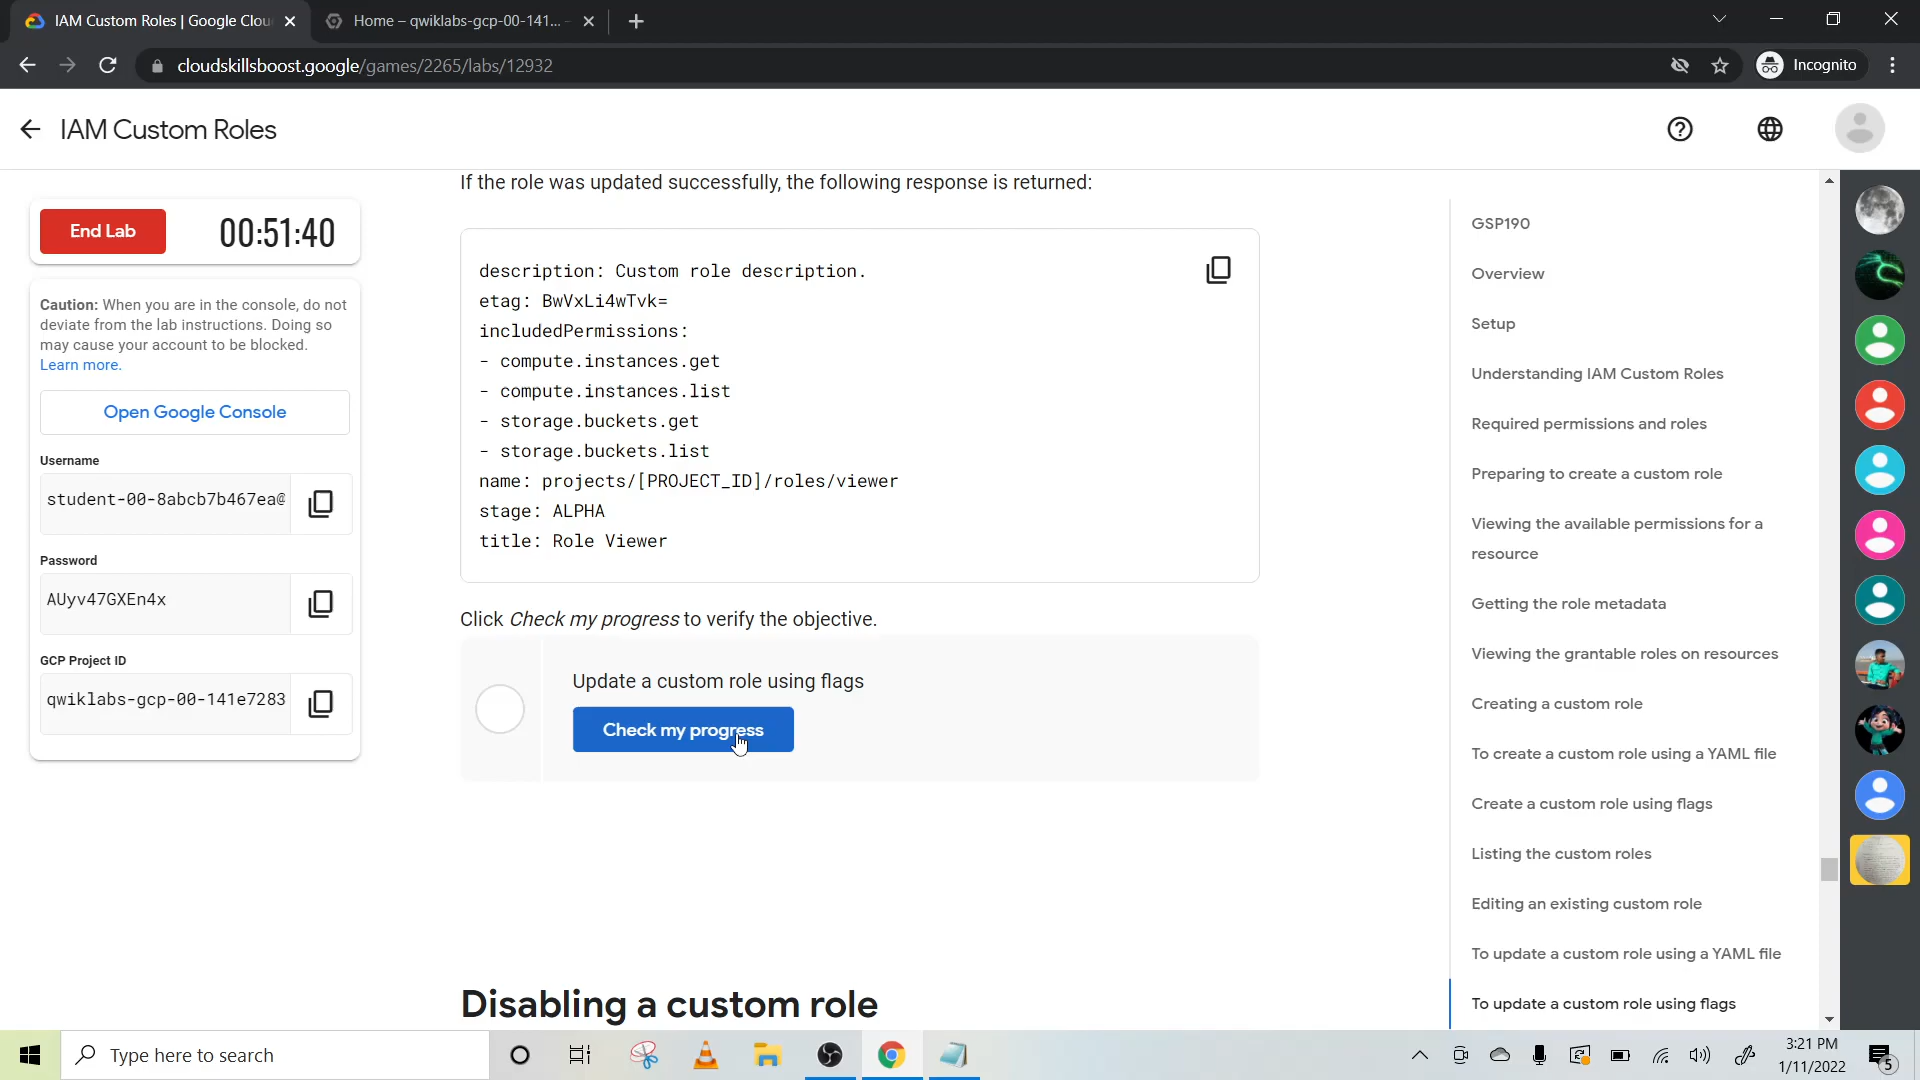 IAM Custom Roles | Google Clou
Home – qwiklabs-gcp-00-141...
cloudskillsboost.google/games/2265/labs/12932
Incognito
IAM Custom Roles
End Lab
00:51:40
Caution: When you are in the console, do not
deviate from the lab instructions. Doing so
may cause your account to be blocked.
Learn more.
Open Google Console
Username
student-00-8abcb7b467ea@
Password
AUyv47GXEn4x
GCP Project ID
qwiklabs-gcp-00-141e7283
If the role was updated successfully, the following response is returned:
description: Custom role description.
etag: BwVxLi4wTvk=
includedPermissions:
- compute.instances.get
- compute.instances.list
- storage.buckets.get
- storage.buckets.list
name: projects/[PROJECT_ID]/roles/viewer
stage: ALPHA
title: Role Viewer
Click Check my progress to verify the objective.
Update a custom role using flags
Check my progress
Disabling a custom role
GSP190
Overview
Setup
Understanding IAM Custom Roles
Required permissions and roles
Preparing to create a custom role
Viewing the available permissions for a
resource
Getting the role metadata
Viewing the grantable roles on resources
Creating a custom role
To create a custom role using a YAML file
Create a custom role using flags
Listing the custom roles
Editing an existing custom role
To update a custom role using a YAML file
To update a custom role using flags
Type here to search
3:21 PM
1/11/2022
5